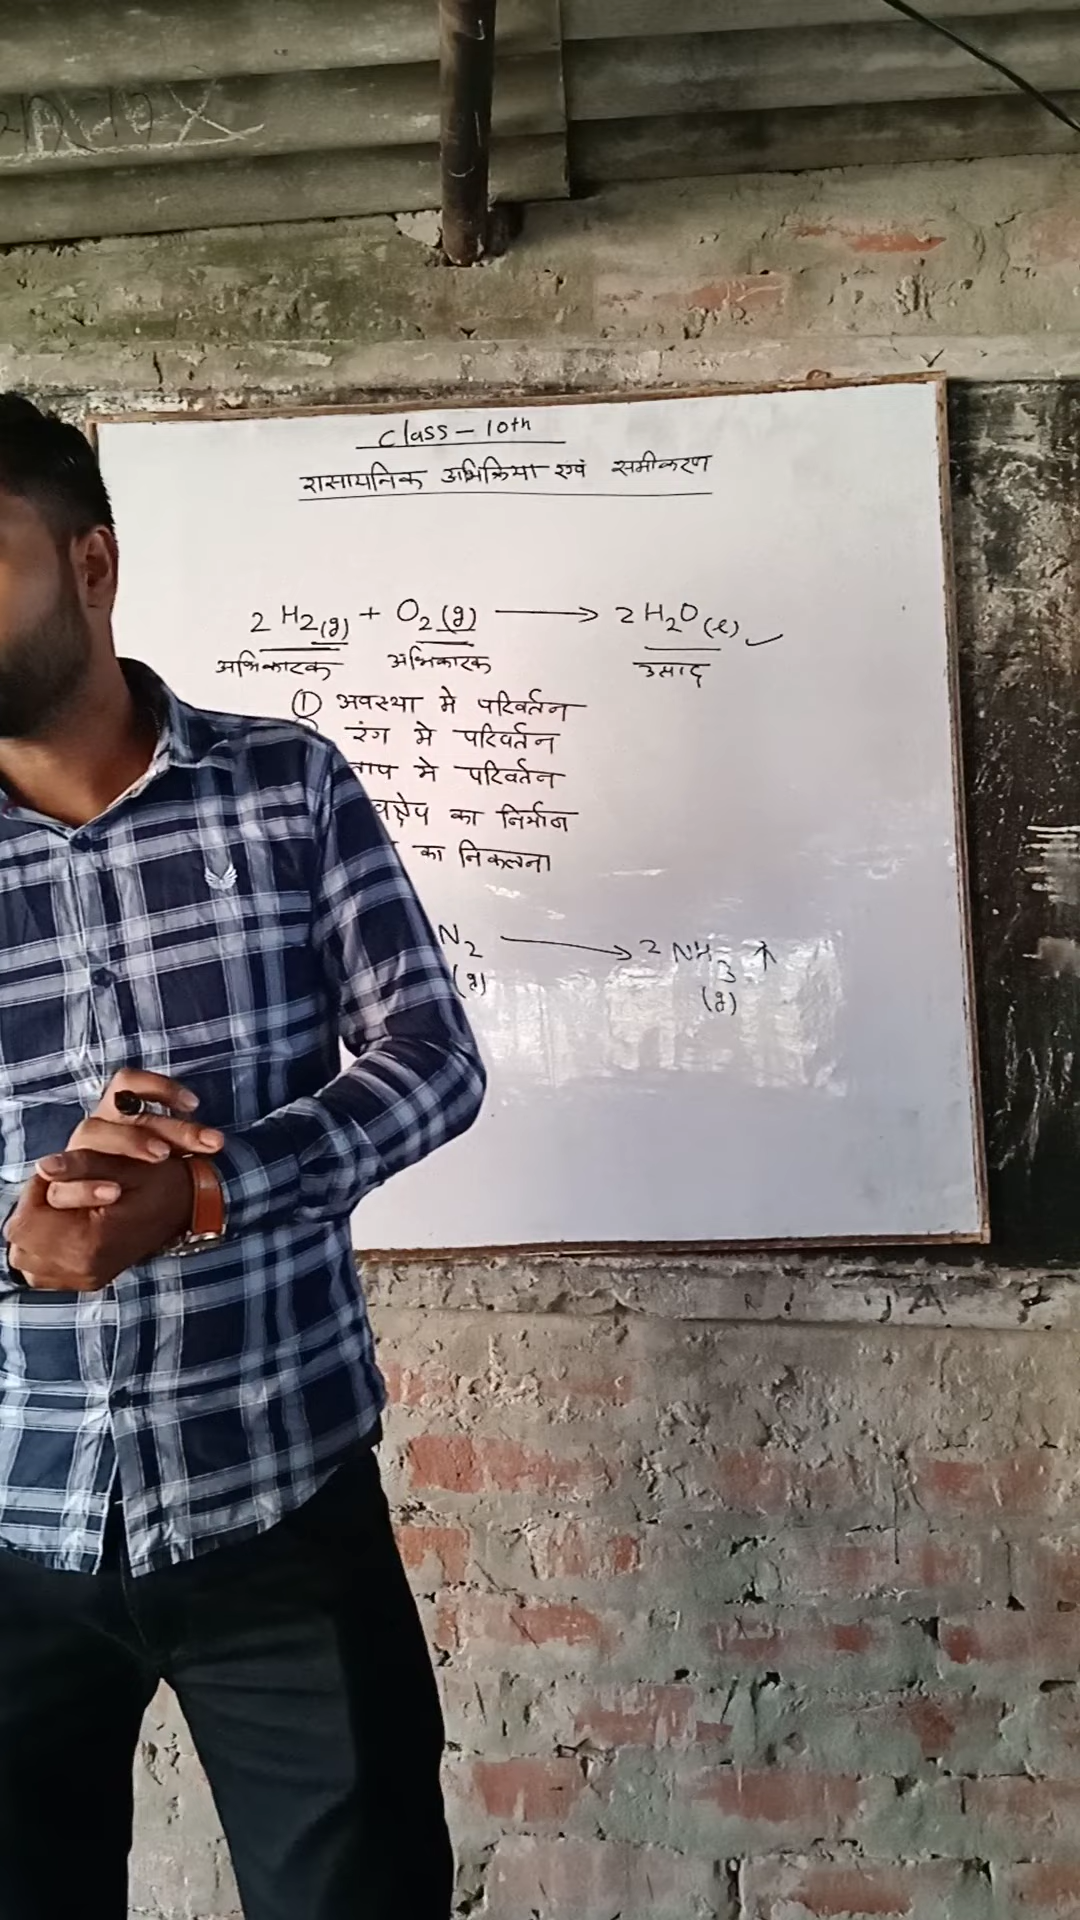 Class - 10th
रासायनिक अभिक्रिया एवं समीकरण
2 H2(g) + O2(g) ⟶ 2 H2O(l) ✓
अभिकारक अभिकारक उत्पाद
① अवस्था मे परिवर्तन
रंग मे परिवर्तन
ताप मे परिवर्तन
का निर्माण
का निकलना
N2 ⟶ 2 NH3 ↑
(g) (g)